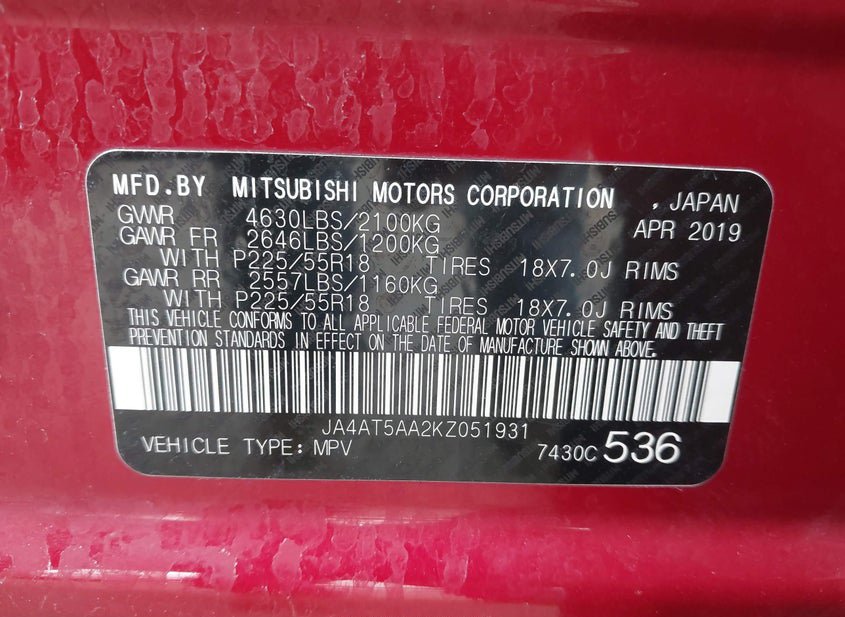 MFD.BY MITSUBISHI MOTORS CORPORATION , JAPAN
GVWR 4630LBS/2100KG APR 2019
GAWR FR 2646LBS/1200KG
WITH P225/55R18 TIRES 18X7.0J RIMS
GAWR RR 2557LBS/1160KG
WITH P225/55R18 TIRES 18X7.0J RIMS
THIS VEHICLE CONFORMS TO ALL APPLICABLE FEDERAL MOTOR VEHICLE SAFETY AND THEFT
PREVENTION STANDARDS IN EFFECT ON THE DATE OF MANUFACTURE SHOWN ABOVE.
JA4AT5AA2KZ051931
VEHICLE TYPE: MPV 7430C 536